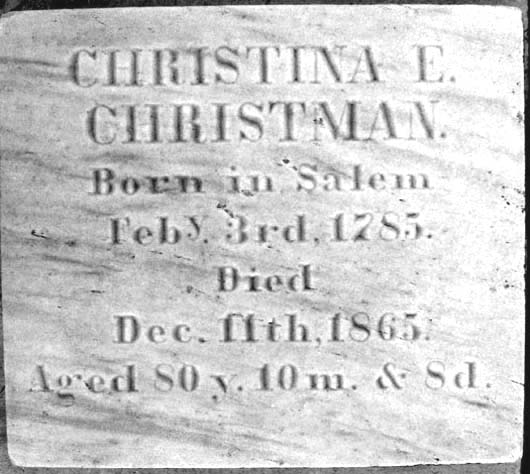 CHRISTINA E.
CHRISTMAN.
Born in Salem
Feby. 3rd, 1785.
Died
Dec. 11th, 1865.
Aged 80 y. 10 m. & 8 d.